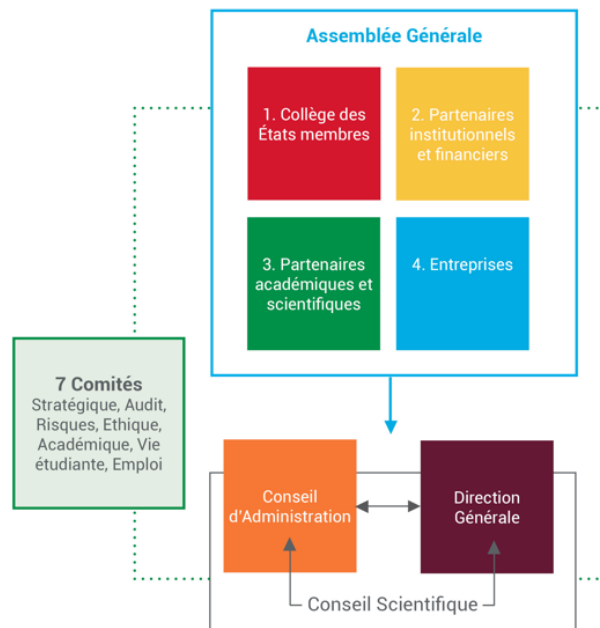 Assemblée Générale
1. Collège des
États membres
2. Partenaires
institutionnels
et financiers
3. Partenaires
académiques et
scientifiques
4. Entreprises
7 Comités
Stratégique, Audit,
Risques, Ethique,
Académique, Vie
étudiante, Emploi
Conseil
d'Administration
Direction
Générale
Conseil Scientifique